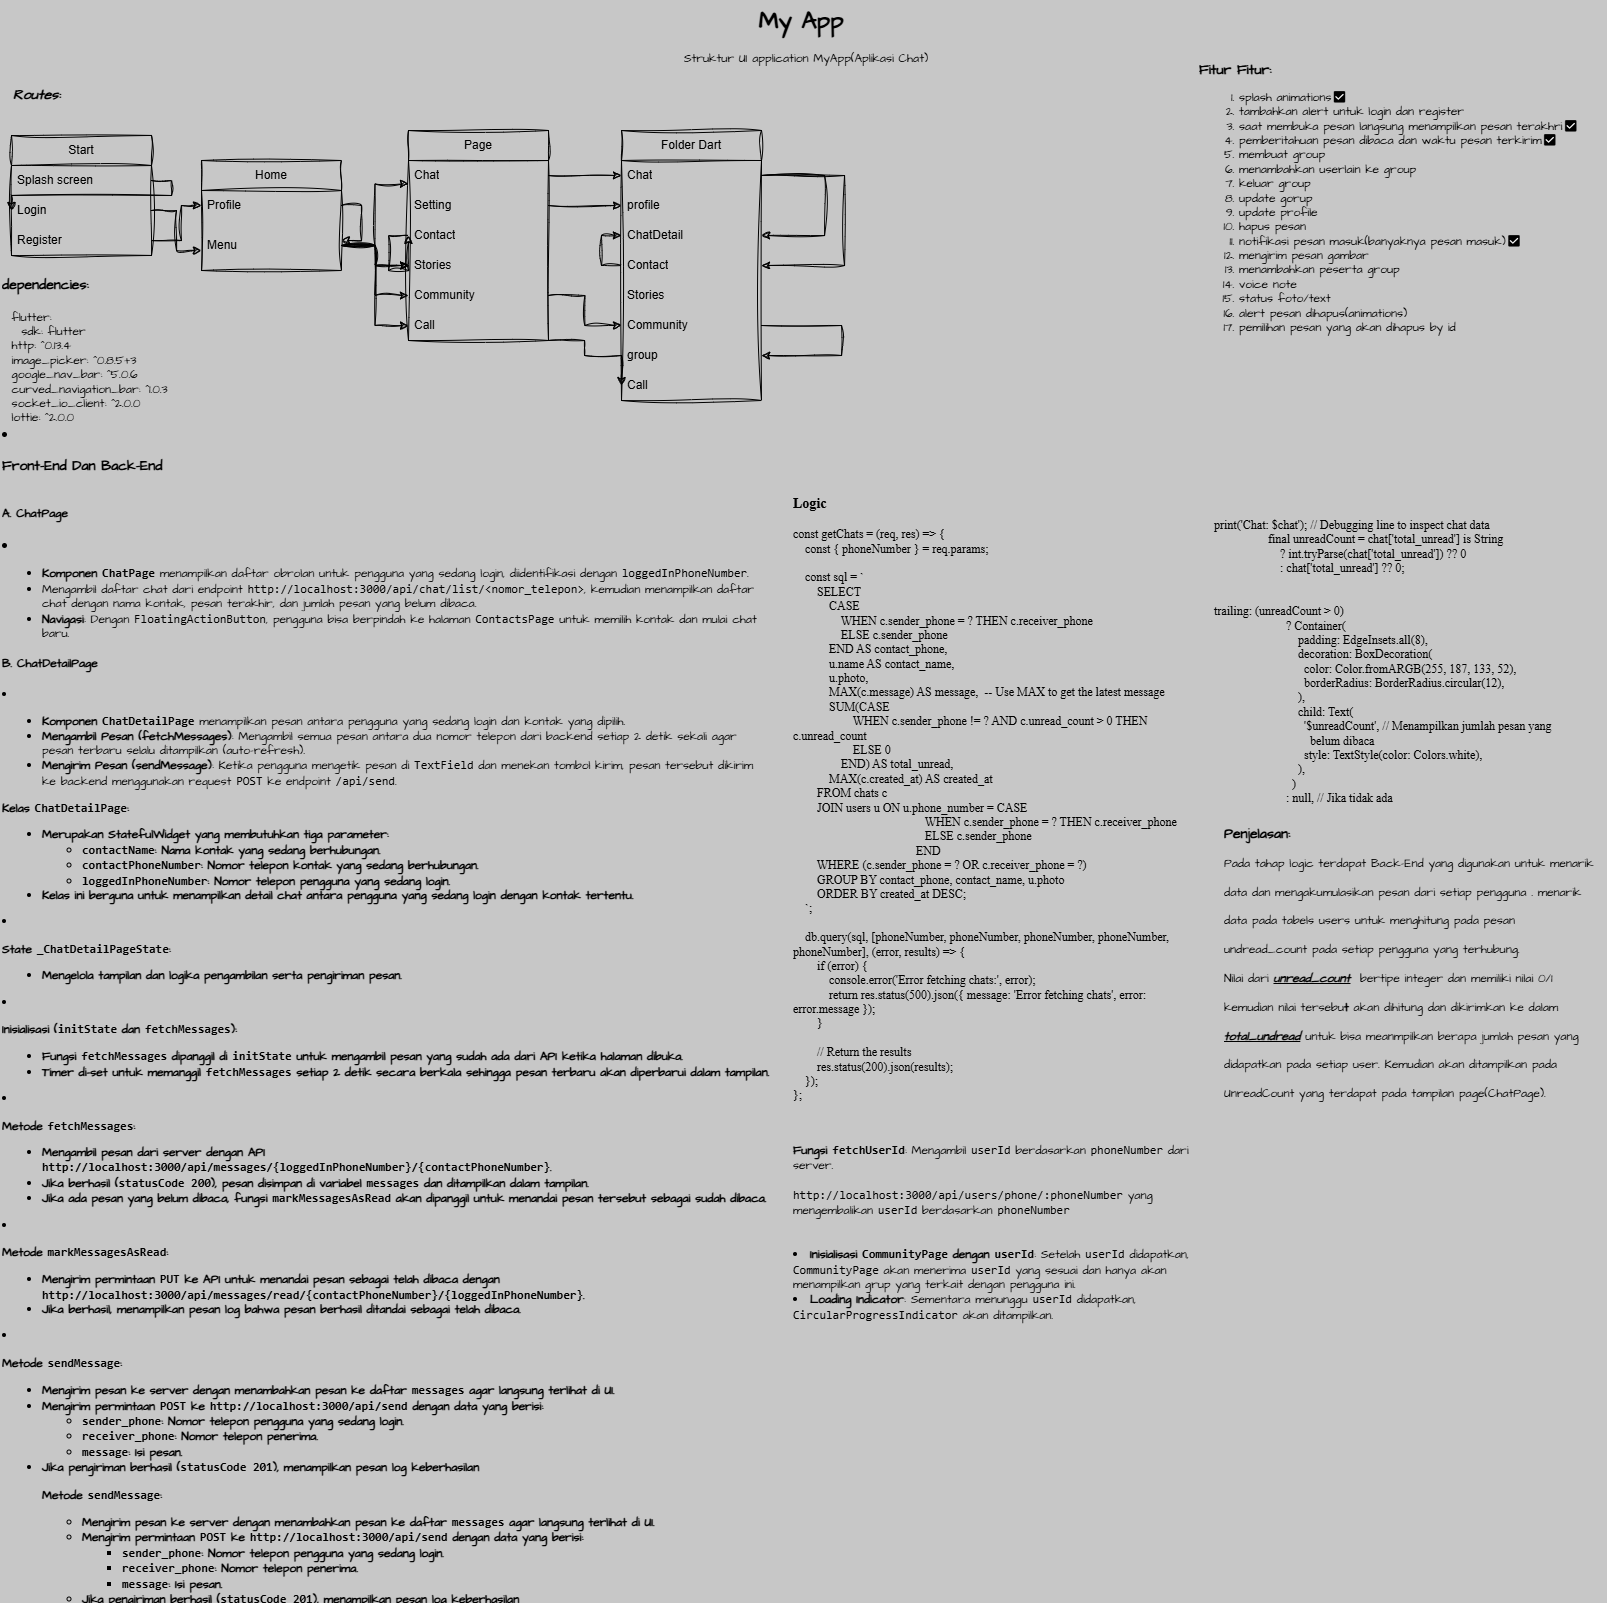 My App
Struktur UI application MyApp(Aplikasi Chat)
Routes:
Start
Splash screen
Login
Register
Home
Profile
Menu
Page
Chat
Setting
Contact
Stories
Community
Call
Folder Dart
Chat
profile
ChatDetail
Contact
Stories
Community
group
Call
Fitur Fitur:
1. splash animations ☑
2. tambahkan alert untuk login dan register
3. saat membuka pesan langsung menampilkan pesan terakhri ☑
4. pemberitahuan pesan dibaca dan waktu pesan terkirim ☑
5. membuat group
6. menambahkan userlain ke group
7. keluar group
8. update gorup
9. update profile
10. hapus pesan
11. notifikasi pesan masuk(banyaknya pesan masuk) ☑
12. mengirim pesan gambar
13. menambahkan peserta group
14. voice note
15. status foto/text
16. alert pesan dihapus(animations)
17. pemilihan pesan yang akan dihapus by id
dependencies:
flutter:
sdk: flutter
http: ^0.13.4
image_picker: ^0.8.5+3
google_nav_bar: ^5.0.6
curved_navigation_bar: ^1.0.3
socket_io_client: ^2.0.0
lottie: ^2.0.0
Front-End Dan Back-End
A. ChatPage
• Komponen ChatPage menampilkan daftar obrolan untuk pengguna yang sedang login, diidentifikasi dengan loggedInPhoneNumber.
• Mengambil daftar chat dari endpoint http://localhost:3000/api/chat/list/<nomor_telepon>, kemudian menampilkan daftar
chat dengan nama kontak, pesan terakhir, dan jumlah pesan yang belum dibaca.
• Navigasi: Dengan FloatingActionButton, pengguna bisa berpindah ke halaman ContactsPage untuk memilih kontak dan mulai chat
baru.
B. ChatDetailPage
• Komponen ChatDetailPage menampilkan pesan antara pengguna yang sedang login dan kontak yang dipilih.
• Mengambil Pesan (fetchMessages): Mengambil semua pesan antara dua nomor telepon dari backend setiap 2 detik sekali agar
pesan terbaru selalu ditampilkan (auto-refresh).
• Mengirim Pesan (sendMessage): Ketika pengguna mengetik pesan di TextField dan menekan tombol kirim, pesan tersebut dikirim
ke backend menggunakan request POST ke endpoint /api/send.
Kelas ChatDetailPage:
• Merupakan StatefulWidget yang membutuhkan tiga parameter:
○ contactName: Nama kontak yang sedang berhubungan.
○ contactPhoneNumber: Nomor telepon kontak yang sedang berhubungan.
○ loggedInPhoneNumber: Nomor telepon pengguna yang sedang login.
• Kelas ini berguna untuk menampilkan detail chat antara pengguna yang sedang login dengan kontak tertentu.
State _ChatDetailPageState:
• Mengelola tampilan dan logika pengambilan serta pengiriman pesan.
Inisialisasi (initState dan fetchMessages):
• Fungsi fetchMessages dipanggil di initState untuk mengambil pesan yang sudah ada dari API ketika halaman dibuka.
• Timer di-set untuk memanggil fetchMessages setiap 2 detik secara berkala sehingga pesan terbaru akan diperbarui dalam tampilan.
Metode fetchMessages:
• Mengambil pesan dari server dengan API
http://localhost:3000/api/messages/{loggedInPhoneNumber}/{contactPhoneNumber}.
• Jika berhasil (statusCode 200), pesan disimpan di variabel messages dan ditampilkan dalam tampilan.
• Jika ada pesan yang belum dibaca, fungsi markMessagesAsRead akan dipanggil untuk menandai pesan tersebut sebagai sudah dibaca.
Metode markMessagesAsRead:
• Mengirim permintaan PUT ke API untuk menandai pesan sebagai telah dibaca dengan
http://localhost:3000/api/messages/read/{contactPhoneNumber}/{loggedInPhoneNumber}.
• Jika berhasil, menampilkan pesan log bahwa pesan berhasil ditandai sebagai telah dibaca.
Metode sendMessage:
• Mengirim pesan ke server dengan menambahkan pesan ke daftar messages agar langsung terlihat di UI.
• Mengirim permintaan POST ke http://localhost:3000/api/send dengan data yang berisi:
○ sender_phone: Nomor telepon pengguna yang sedang login.
○ receiver_phone: Nomor telepon penerima.
○ message: Isi pesan.
• Jika pengiriman berhasil (statusCode 201), menampilkan pesan log keberhasilan
Metode sendMessage:
○ Mengirim pesan ke server dengan menambahkan pesan ke daftar messages agar langsung terlihat di UI.
○ Mengirim permintaan POST ke http://localhost:3000/api/send dengan data yang berisi:
▪ sender_phone: Nomor telepon pengguna yang sedang login.
▪ receiver_phone: Nomor telepon penerima.
▪ message: Isi pesan.
○ Jika pengiriman berhasil (statusCode 201), menampilkan pesan log keberhasilan
Logic
const getChats = (req, res) => {
const { phoneNumber } = req.params;
const sql = `
SELECT
CASE
WHEN c.sender_phone = ? THEN c.receiver_phone
ELSE c.sender_phone
END AS contact_phone,
u.name AS contact_name,
u.photo,
MAX(c.message) AS message, -- Use MAX to get the latest message
SUM(CASE
WHEN c.sender_phone != ? AND c.unread_count > 0 THEN
c.unread_count
ELSE 0
END) AS total_unread,
MAX(c.created_at) AS created_at
FROM chats c
JOIN users u ON u.phone_number = CASE
WHEN c.sender_phone = ? THEN c.receiver_phone
ELSE c.sender_phone
END
WHERE (c.sender_phone = ? OR c.receiver_phone = ?)
GROUP BY contact_phone, contact_name, u.photo
ORDER BY created_at DESC;
`;
db.query(sql, [phoneNumber, phoneNumber, phoneNumber, phoneNumber,
phoneNumber], (error, results) => {
if (error) {
console.error('Error fetching chats:', error);
return res.status(500).json({ message: 'Error fetching chats', error:
error.message });
}
// Return the results
res.status(200).json(results);
});
};
Fungsi fetchUserId: Mengambil userId berdasarkan phoneNumber dari
server.
http://localhost:3000/api/users/phone/:phoneNumber yang
mengembalikan userId berdasarkan phoneNumber
• Inisialisasi CommunityPage dengan userId: Setelah userId didapatkan,
CommunityPage akan menerima userId yang sesuai dan hanya akan
menampilkan grup yang terkait dengan pengguna ini.
• Loading Indicator: Sementara menunggu userId didapatkan,
CircularProgressIndicator akan ditampilkan.
print('Chat: $chat'); // Debugging line to inspect chat data
final unreadCount = chat['total_unread'] is String
? int.tryParse(chat['total_unread']) ?? 0
: chat['total_unread'] ?? 0;
trailing: (unreadCount > 0)
? Container(
padding: EdgeInsets.all(8),
decoration: BoxDecoration(
color: Color.fromARGB(255, 187, 133, 52),
borderRadius: BorderRadius.circular(12),
),
child: Text(
'$unreadCount', // Menampilkan jumlah pesan yang
belum dibaca
style: TextStyle(color: Colors.white),
),
)
: null, // Jika tidak ada
Penjelasan:
Pada tahap logic terdapat Back-End yang digunakan untuk menarik
data dan mengakumulasikan pesan dari setiap pengguna . menarik
data pada tabels users untuk menghitung pada pesan
undread_count pada setiap pengguna yang terhubung.
Nilai dari unread_count bertipe integer dan memiliki nilai 0/1
kemudian nilai tersebut akan dihitung dan dikirimkan ke dalam
total_undread untuk bisa meanmpilkan berapa jumlah pesan yang
didapatkan pada setiap user. Kemudian akan ditampilkan pada
UnreadCount yang terdapat pada tampilan page(ChatPage).